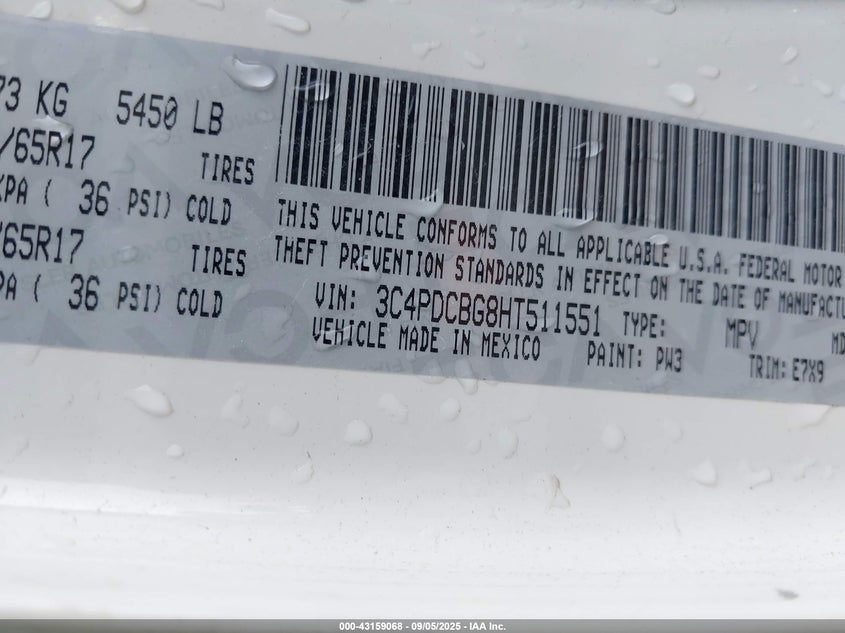 73 KG 5450 LB
/65R17
TIRES
KPA ( 36 PSI) COLD
/65R17
TIRES
PA ( 36 PSI) COLD
THIS VEHICLE CONFORMS TO ALL APPLICABLE U.S.A. FEDERAL MOTOR
THEFT PREVENTION STANDARDS IN EFFECT ON THE DATE OF MANUFACTU
VIN: 3C4PDCBG8HT511551 TYPE: MPV MD
VEHICLE MADE IN MEXICO PAINT: PW3 TRIM: E7X9
000-43159068 - 09/05/2025 - IAA Inc.